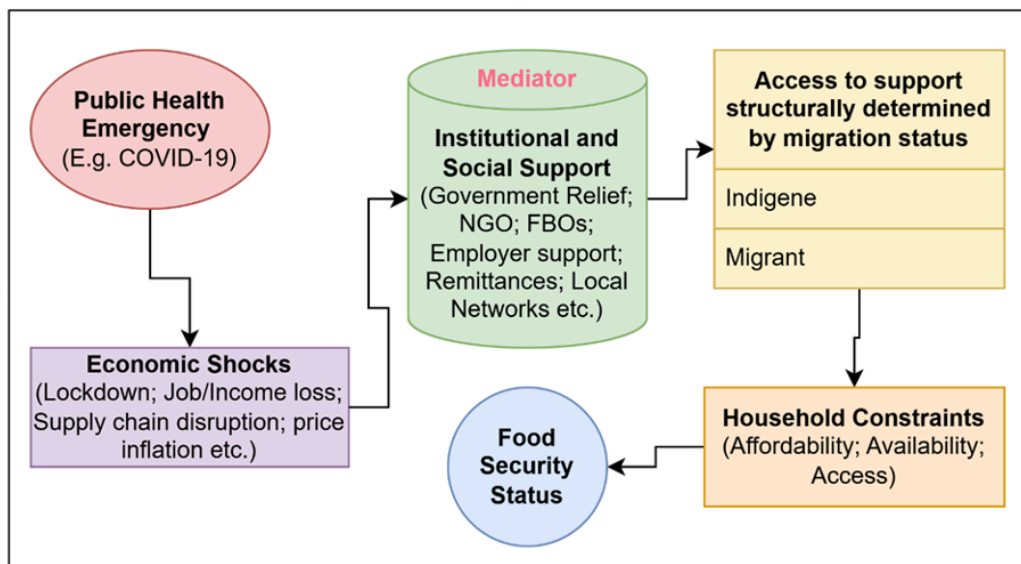 Public Health
Emergency
(E.g. COVID-19)
Economic Shocks
(Lockdown; Job/Income loss;
Supply chain disruption; price
inflation etc.)
Mediator
Institutional and
Social Support
(Government Relief;
NGO; FBOs;
Employer support;
Remittances; Local
Networks etc.)
Access to support
structurally determined
by migration status
Indigene
Migrant
Household Constraints
(Affordability; Availability;
Access)
Food
Security
Status